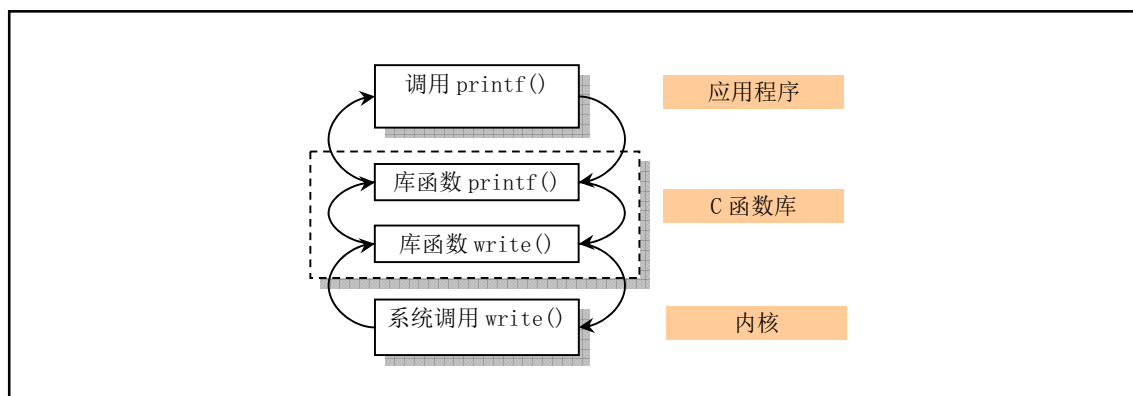 调用 printf()
应用程序
库函数 printf()
C 函数库
库函数 write()
系统调用 write()
内核